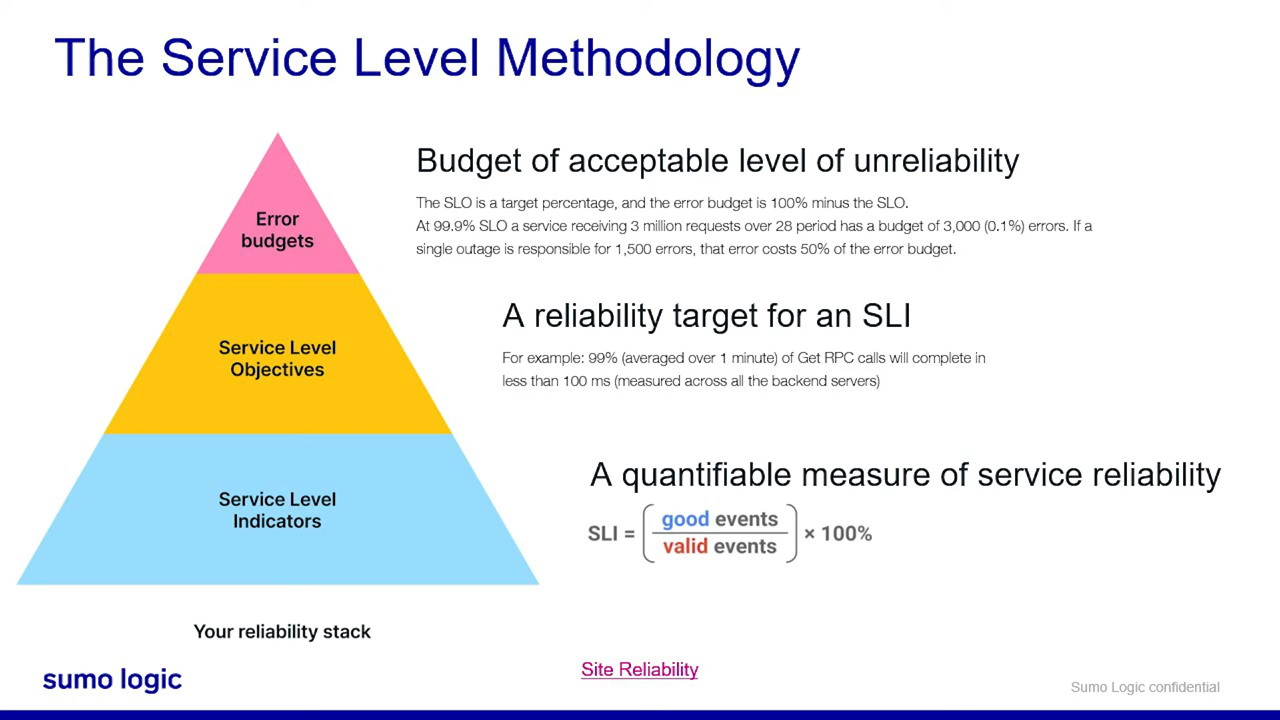 The Service Level Methodology
Error
budgets
Budget of acceptable level of unreliability
The SLO is a target percentage, and the error budget is 100% minus the SLO.
At 99.9% SLO a service receiving 3 million requests over 28 period has a budget of 3,000 (0.1%) errors. If a
single outage is responsible for 1,500 errors, that error costs 50% of the error budget.
Service Level
Objectives
A reliability target for an SLI
For example: 99% (averaged over 1 minute) of Get RPC calls will complete in
less than 100 ms (measured across all the backend servers)
Service Level
Indicators
A quantifiable measure of service reliability
SLI = ( good events / valid events ) × 100%
Your reliability stack
sumo logic
Site Reliability
Sumo Logic confidential